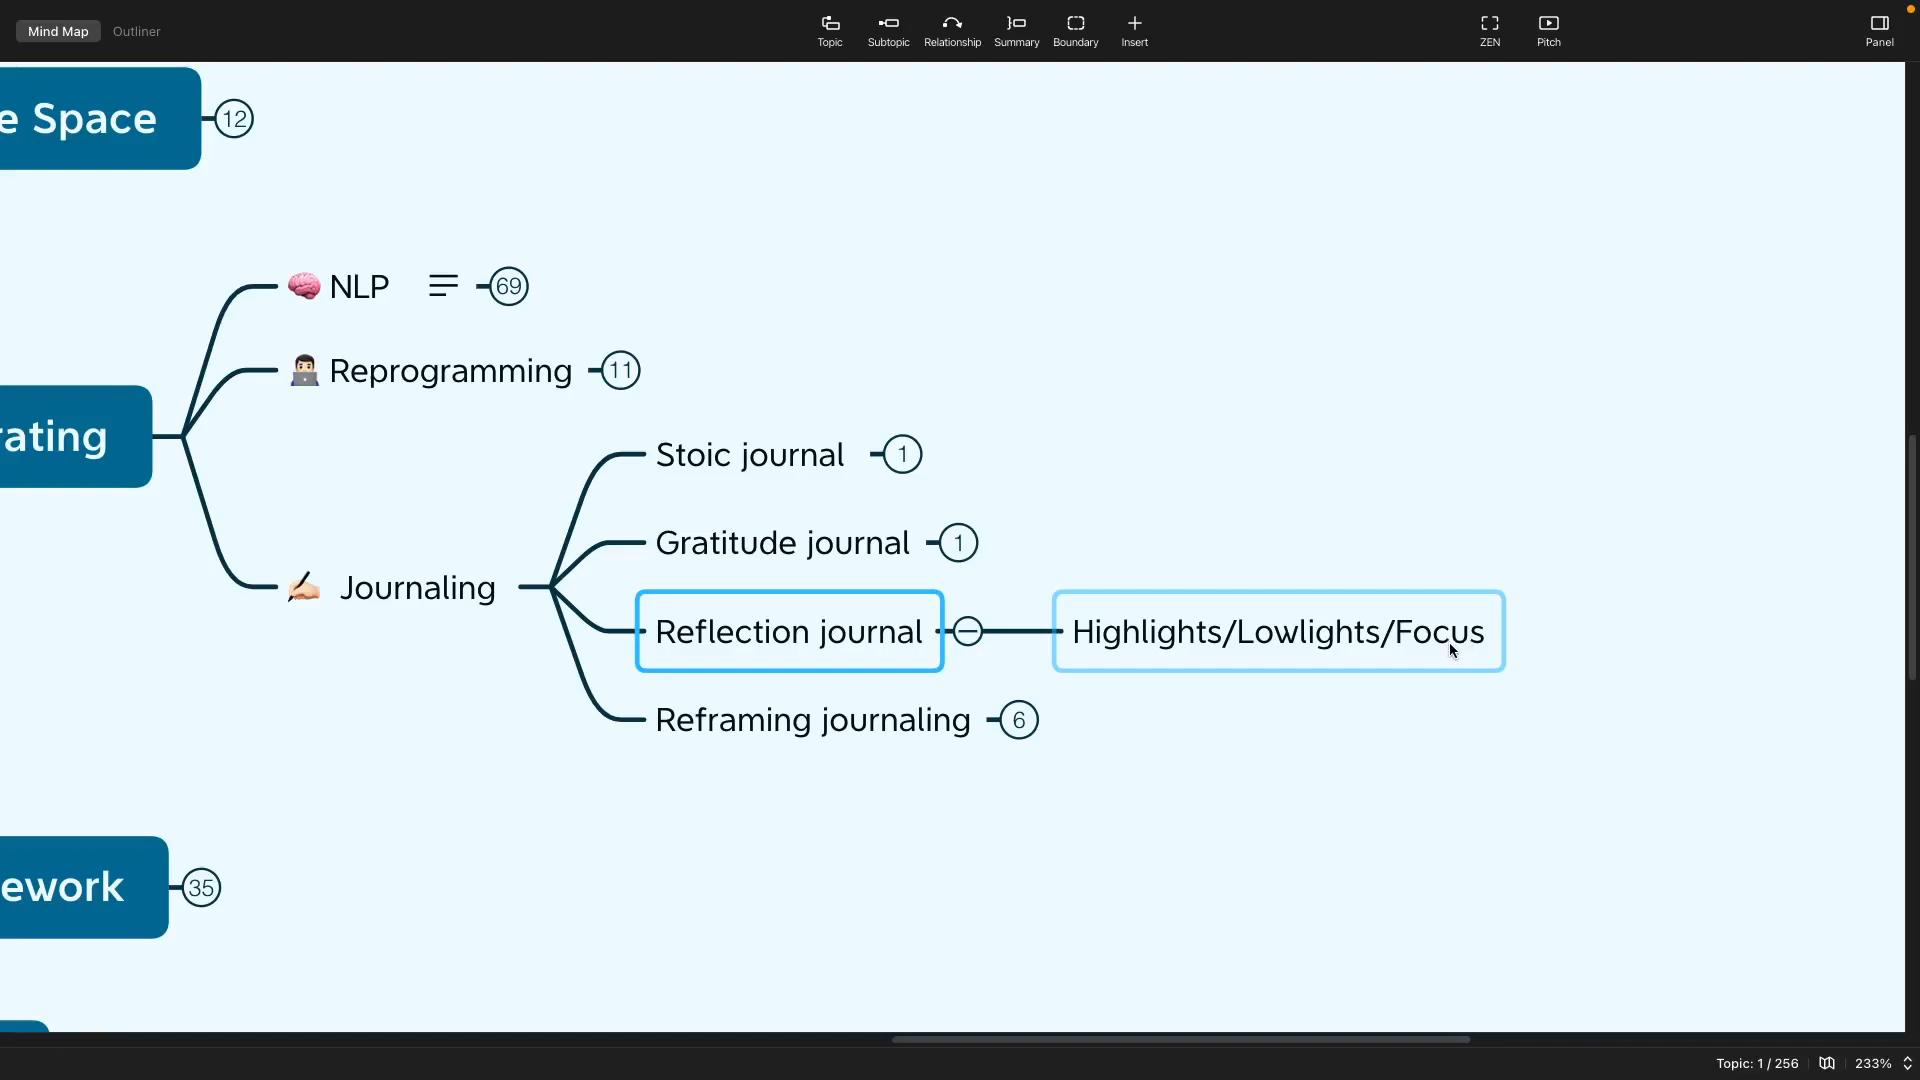 Mind Map
Outliner
Topic
Subtopic
Relationship
Summary
Boundary
Insert
ZEN
Pitch
Panel
e Space
12
NLP
69
Reprogramming
11
rating
Stoic journal
1
Gratitude journal
1
Journaling
Reflection journal
Highlights/Lowlights/Focus
Reframing journaling
6
ework
35
Topic: 1 / 256
233%